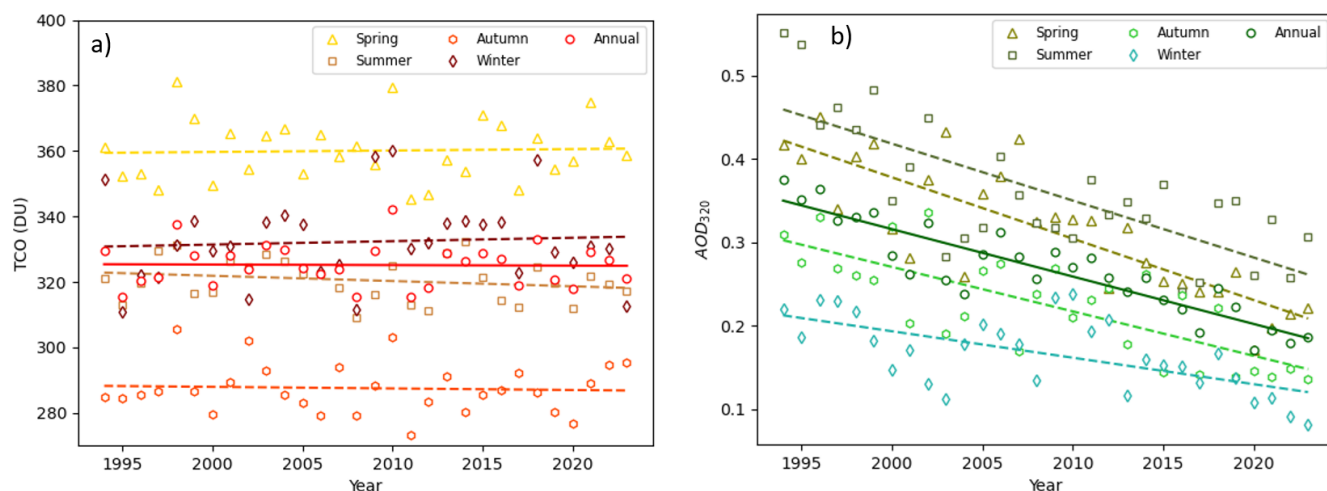 a)
Spring
Autumn
Annual
Summer
Winter
TCO (DU)
400
380
360
340
320
300
280
1995
2000
2005
2010
2015
2020
Year
b)
Spring
Autumn
Annual
Summer
Winter
AOD320
0.5
0.4
0.3
0.2
0.1
1995
2000
2005
2010
2015
2020
Year